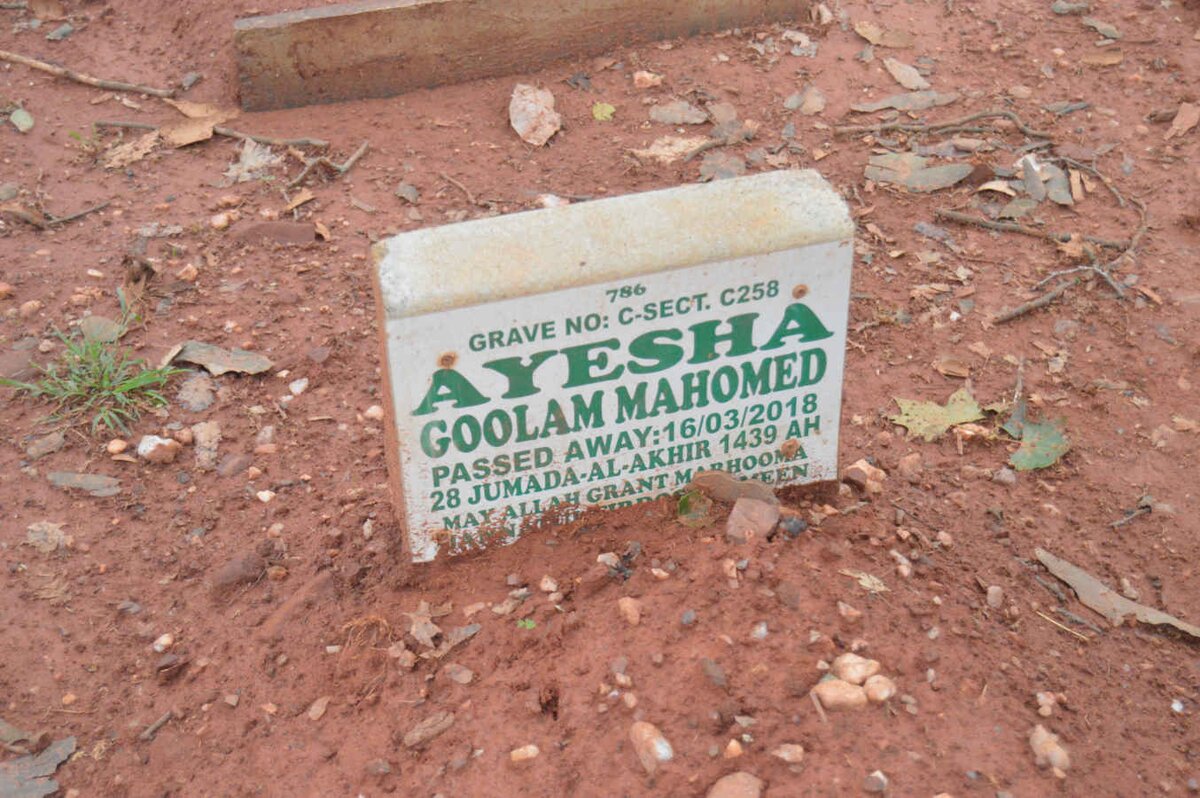 786
GRAVE NO: C-SECT. C258
AYESHA
GOOLAM MAHOMED
PASSED AWAY:16/03/2018
28 JUMADA-AL-AKHIR 1439 AH
MAY ALLAH GRANT MARHOOMA